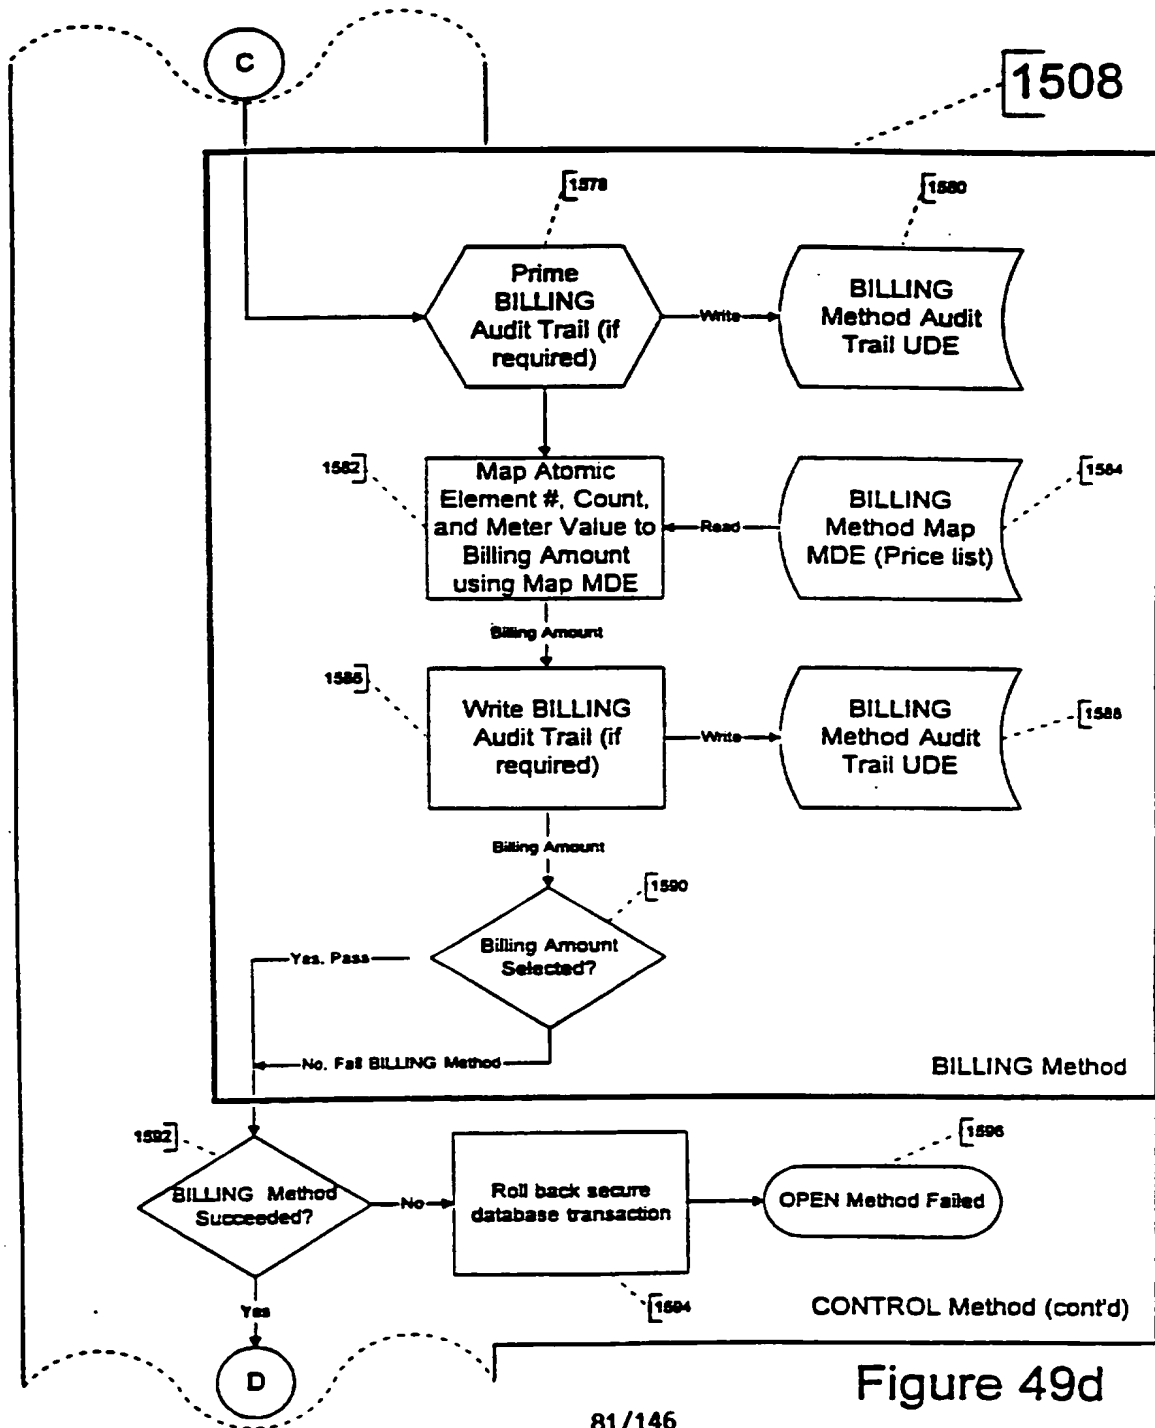 C
1508
1578
1580
Prime
BILLING
Audit Trail (if
required)
Write
BILLING
Method Audit
Trail UDE
1582
Map Atomic
Element #, Count,
and Meter Value to
Billing Amount
using Map MDE
Read
BILLING
Method Map
MDE (Price list)
1584
Billing Amount
1586
Write BILLING
Audit Trail (if
required)
Write
BILLING
Method Audit
Trail UDE
1588
Billing Amount
1590
Billing Amount
Selected?
Yes, Pass
No, Fail BILLING Method
BILLING Method
1592
BILLING Method
Succeeded?
No
Roll back secure
database transaction
1596
OPEN Method Failed
1594
Yes
CONTROL Method (cont'd)
D
Figure 49d
81/146